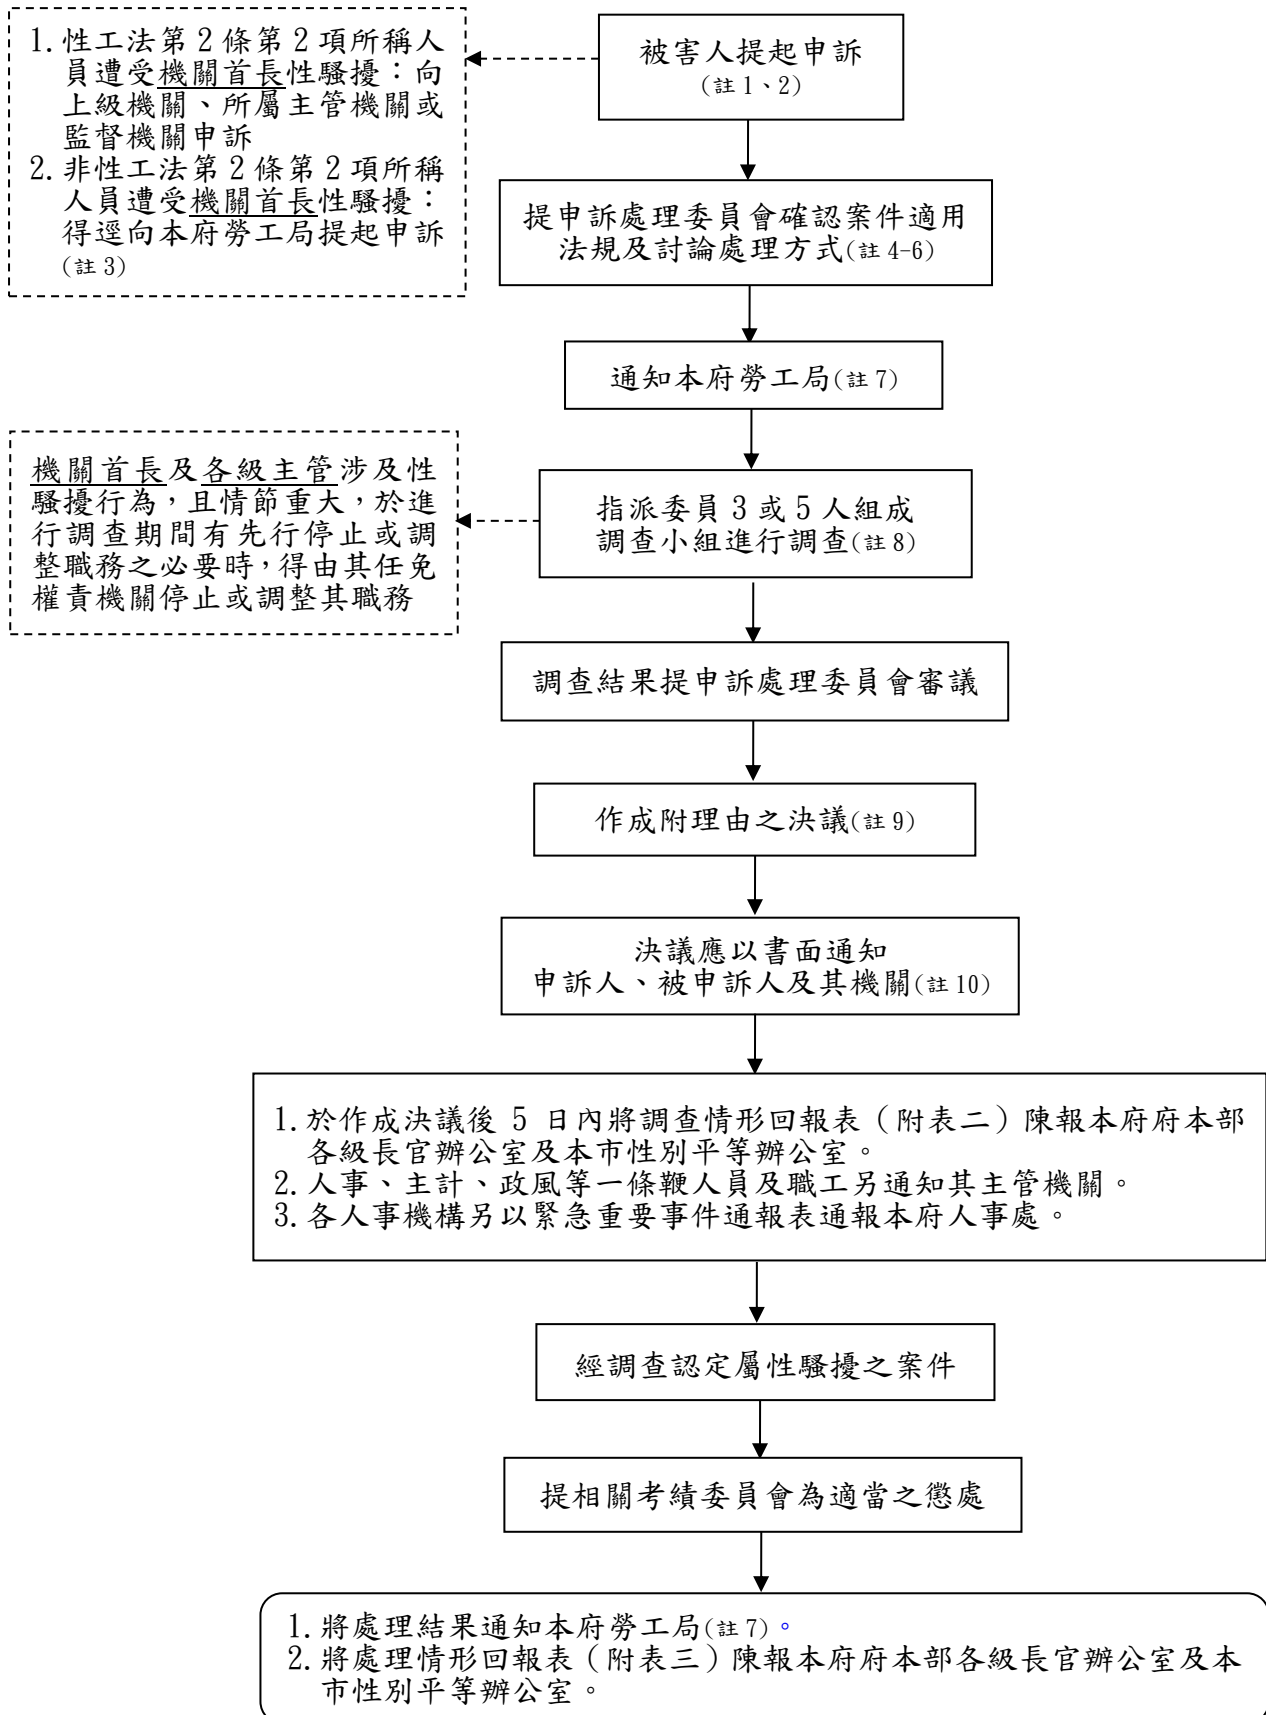 被害人提起申訴
(註 1、2)
1. 性工法第 2 條第 2 項所稱人
員遭受機關首長性騷擾：向
上級機關、所屬主管機關或
監督機關申訴
2. 非性工法第 2 條第 2 項所稱
人員遭受機關首長性騷擾：
得逕向本府勞工局提起申訴
(註 3)
提申訴處理委員會確認案件適用
法規及討論處理方式(註 4-6)
通知本府勞工局(註 7)
指派委員 3 或 5 人組成
調查小組進行調查(註 8)
機關首長及各級主管涉及性
騷擾行為，且情節重大，於進
行調查期間有先行停止或調
整職務之必要時，得由其任免
權責機關停止或調整其職務
調查結果提申訴處理委員會審議
作成附理由之決議(註 9)
決議應以書面通知
申訴人、被申訴人及其機關(註 10)
1. 於作成決議後 5 日內將調查情形回報表（附表二）陳報本府府本部
各級長官辦公室及本市性別平等辦公室。
2. 人事、主計、政風等一條鞭人員及職工另通知其主管機關。
3. 各人事機構另以緊急重要事件通報表通報本府人事處。
經調查認定屬性騷擾之案件
提相關考績委員會為適當之懲處
1. 將處理結果通知本府勞工局(註 7)。
2. 將處理情形回報表（附表三）陳報本府府本部各級長官辦公室及本
市性別平等辦公室。